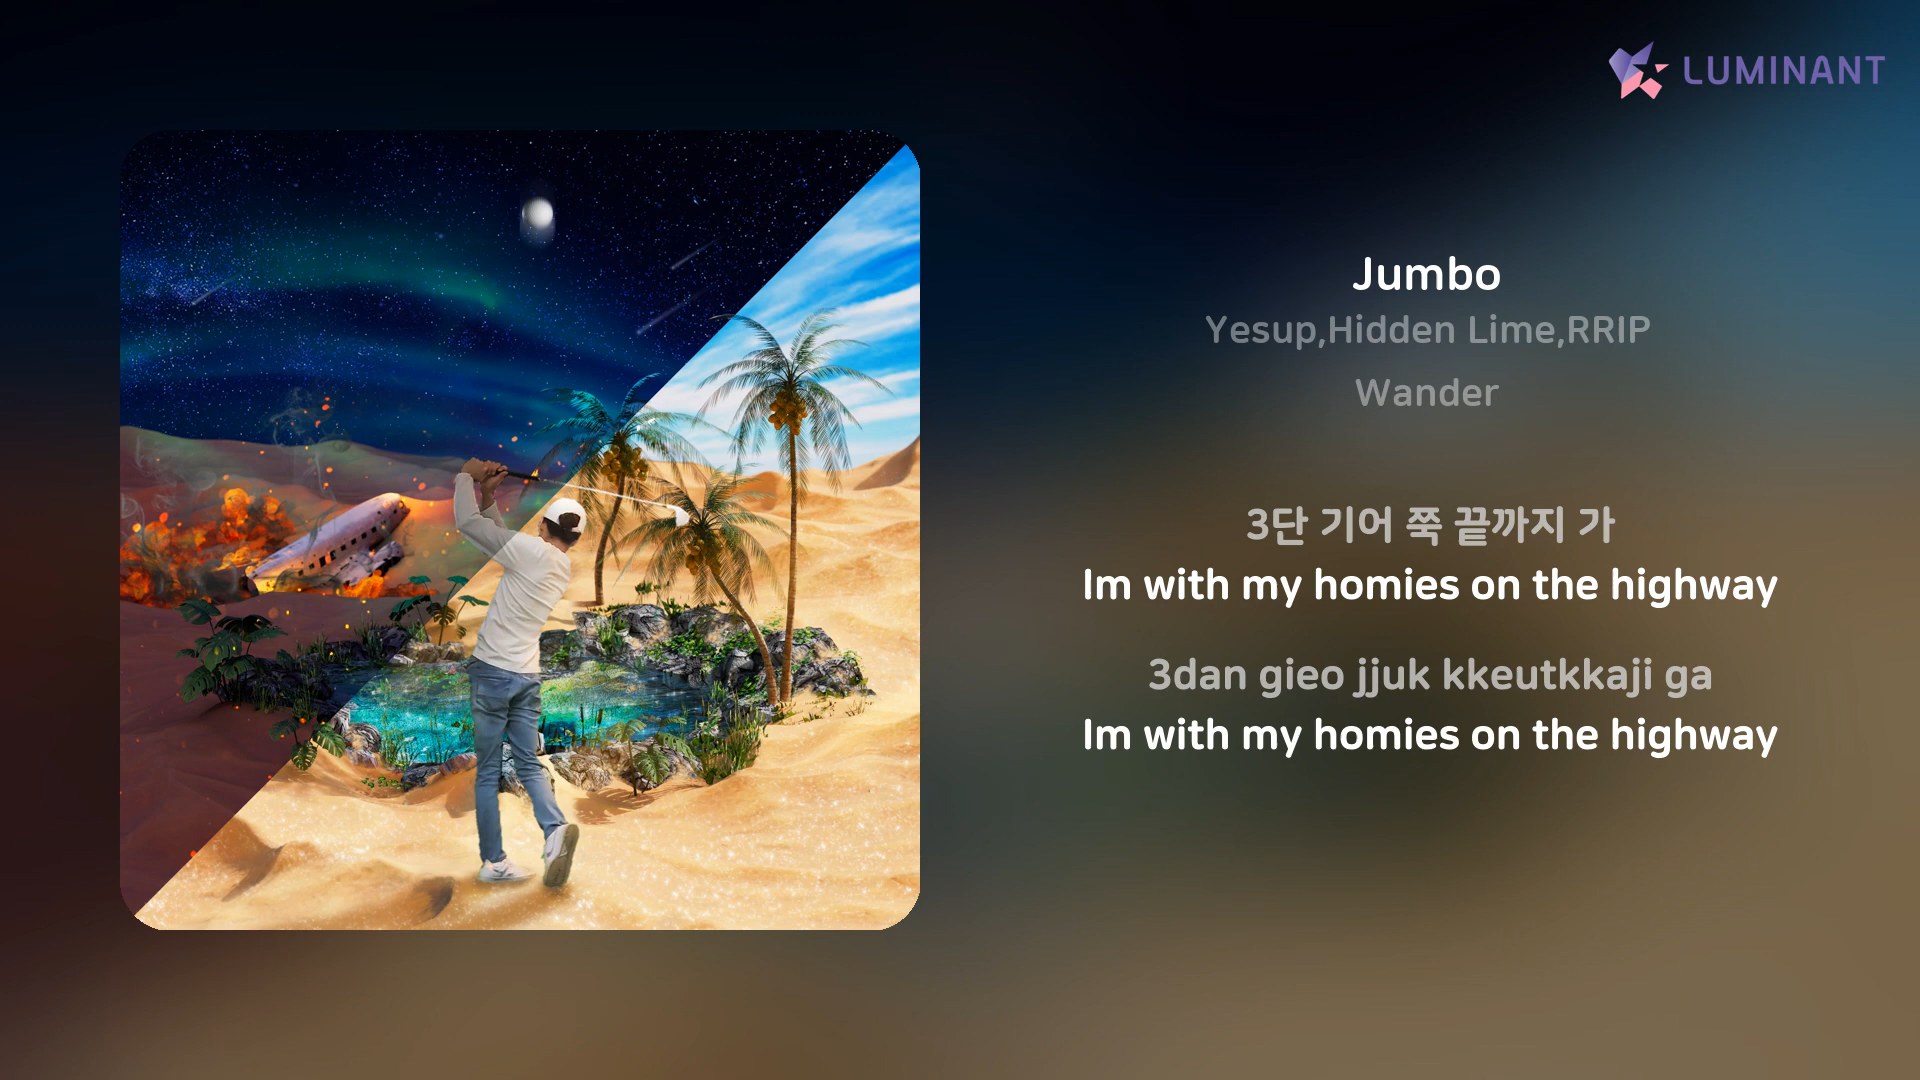 LUMINANT
Jumbo
Yesup,Hidden Lime,RRIP
Wander
3단 기어 쭉 끝까지 가
Im with my homies on the highway
3dan gieo jjuk kkeutkkaji ga
Im with my homies on the highway